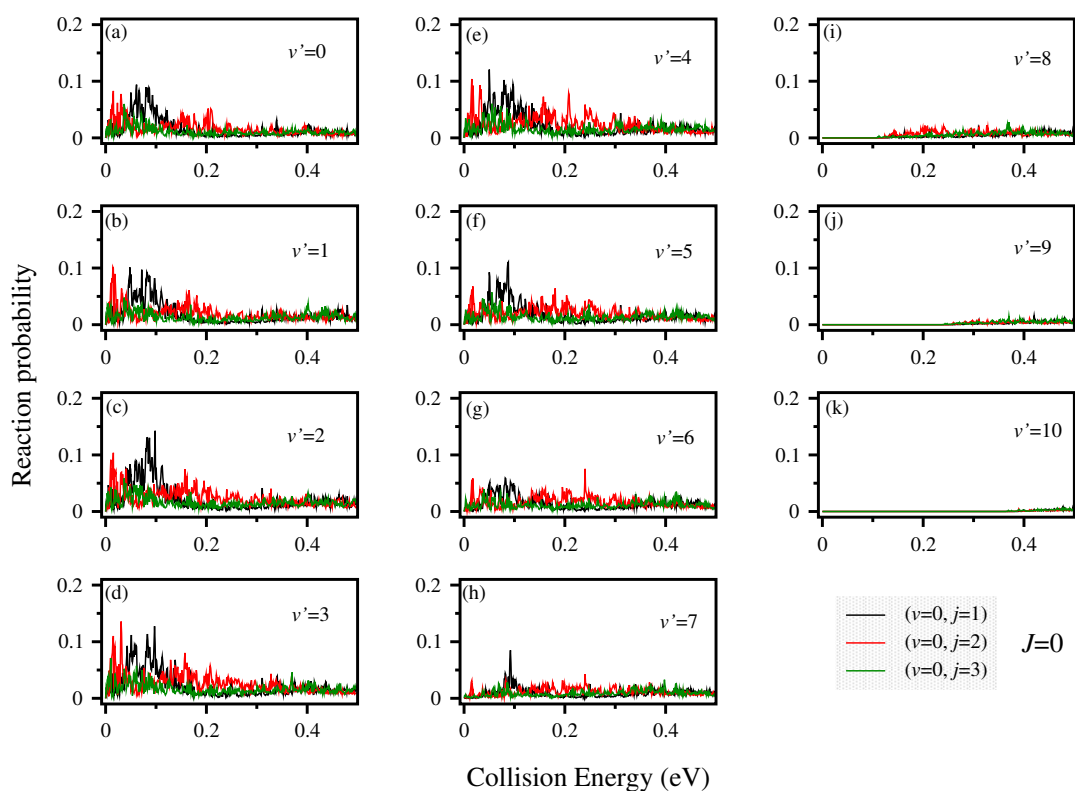 Reaction probability
(a)
v'=0
0.2
0.1
0
0
0.2
0.4
(b)
v'=1
0.2
0.1
0
0
0.2
0.4
(c)
v'=2
0.2
0.1
0
0
0.2
0.4
(d)
v'=3
0.2
0.1
0
0
0.2
0.4
(e)
v'=4
0.2
0.1
0
0
0.2
0.4
(f)
v'=5
0.2
0.1
0
0
0.2
0.4
(g)
v'=6
0.2
0.1
0
0
0.2
0.4
(h)
v'=7
0.2
0.1
0
0
0.2
0.4
(i)
v'=8
0.2
0.1
0
0
0.2
0.4
(j)
v'=9
0.2
0.1
0
0
0.2
0.4
(k)
v'=10
0.2
0.1
0
0
0.2
0.4
(v=0, j=1)
(v=0, j=2)
(v=0, j=3)
J=0
Collision Energy (eV)